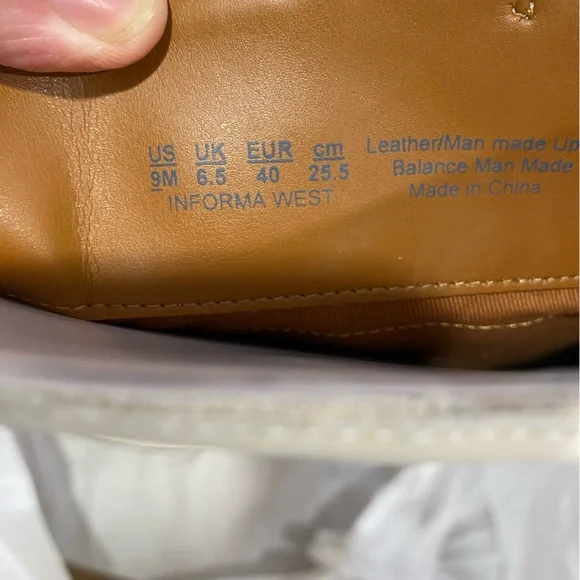 US UK EUR cm
9M 6.5 40 25.5
INFORMA WEST
Leather/Man made Up
Balance Man Made
Made in China